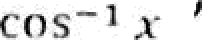 cos⁻¹ x ′